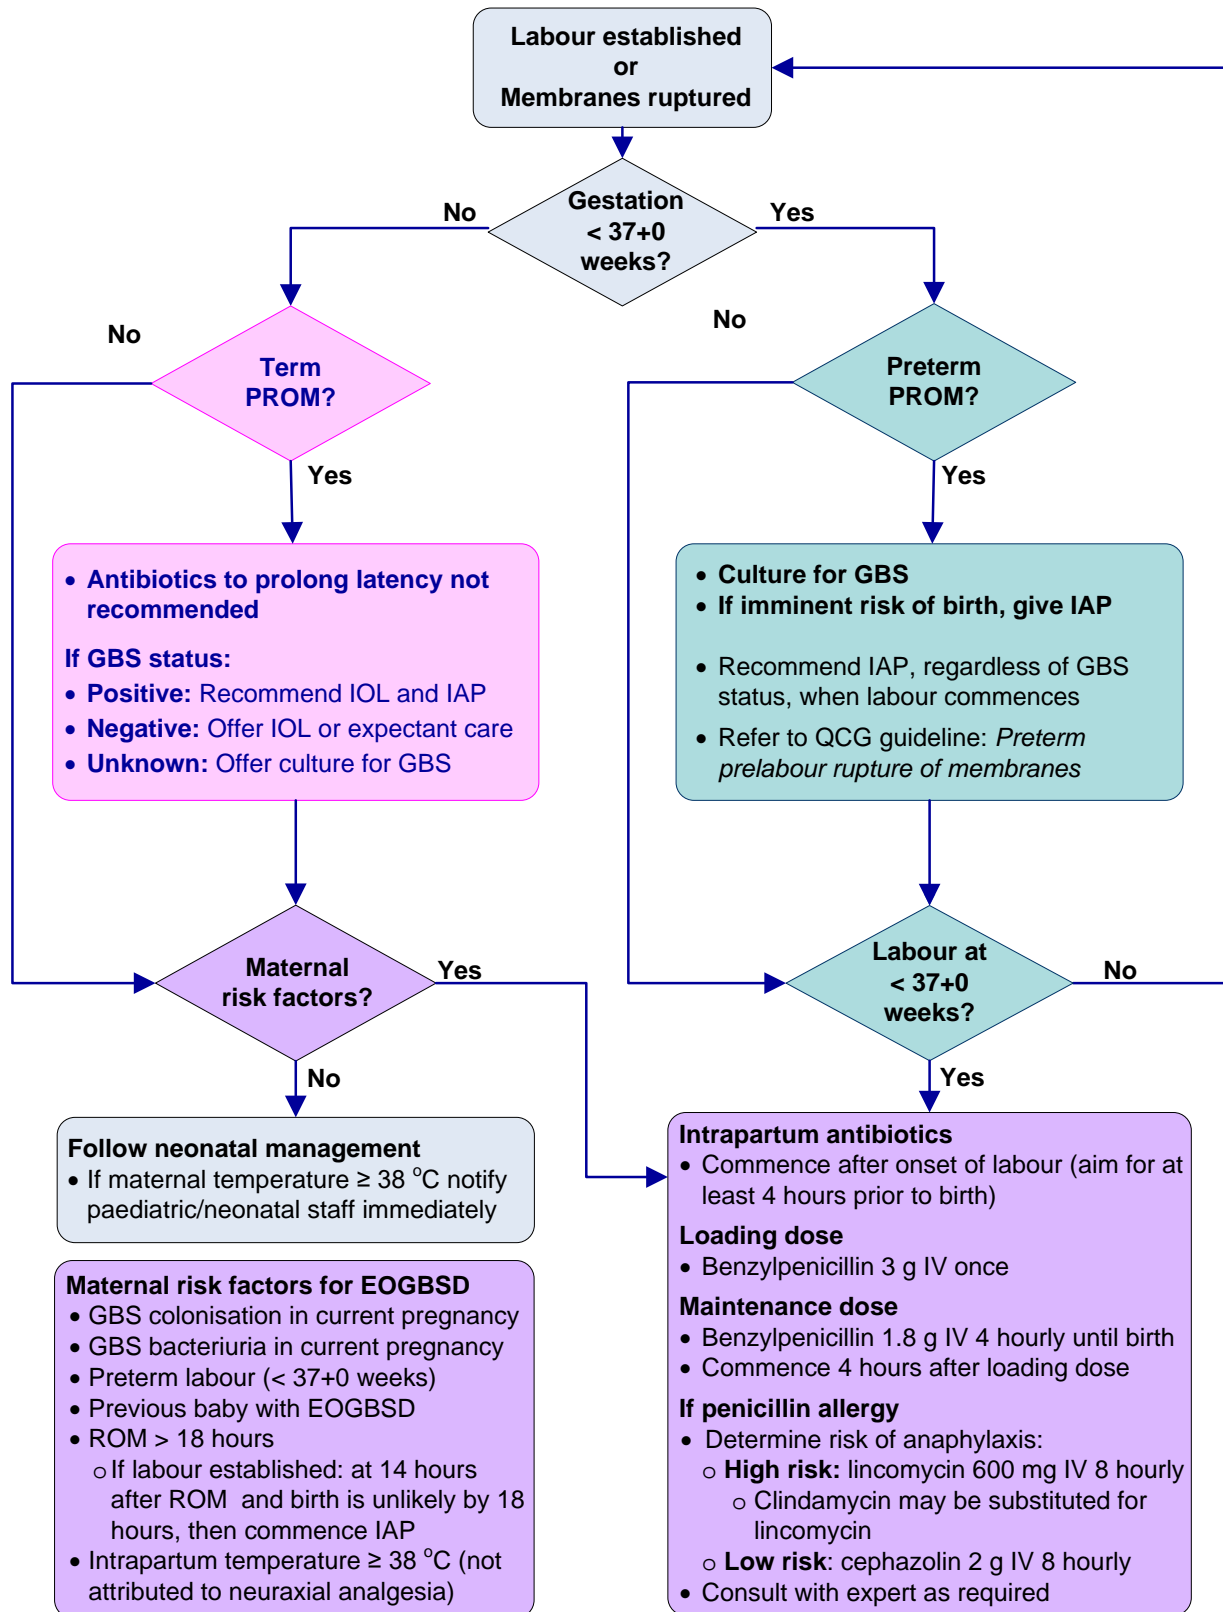 Labour established
or
Membranes ruptured
Gestation
< 37+0
weeks?
No
Yes
Term
PROM?
No
Yes
Preterm
PROM?
No
Yes
• Antibiotics to prolong latency not
recommended
If GBS status:
• Positive: Recommend IOL and IAP
• Negative: Offer IOL or expectant care
• Unknown: Offer culture for GBS
• Culture for GBS
• If imminent risk of birth, give IAP
• Recommend IAP, regardless of GBS
status, when labour commences
• Refer to QCG guideline: Preterm
prelabour rupture of membranes
Maternal
risk factors?
Yes
No
Labour at
< 37+0
weeks?
No
Yes
Follow neonatal management
• If maternal temperature ≥ 38 °C notify
paediatric/neonatal staff immediately
Maternal risk factors for EOGBSD
• GBS colonisation in current pregnancy
• GBS bacteriuria in current pregnancy
• Preterm labour (< 37+0 weeks)
• Previous baby with EOGBSD
• ROM > 18 hours
o If labour established: at 14 hours
after ROM and birth is unlikely by 18
hours, then commence IAP
• Intrapartum temperature ≥ 38 °C (not
attributed to neuraxial analgesia)
Intrapartum antibiotics
• Commence after onset of labour (aim for at
least 4 hours prior to birth)
Loading dose
• Benzylpenicillin 3 g IV once
Maintenance dose
• Benzylpenicillin 1.8 g IV 4 hourly until birth
• Commence 4 hours after loading dose
If penicillin allergy
• Determine risk of anaphylaxis:
o High risk: lincomycin 600 mg IV 8 hourly
o Clindamycin may be substituted for
lincomycin
o Low risk: cephazolin 2 g IV 8 hourly
• Consult with expert as required